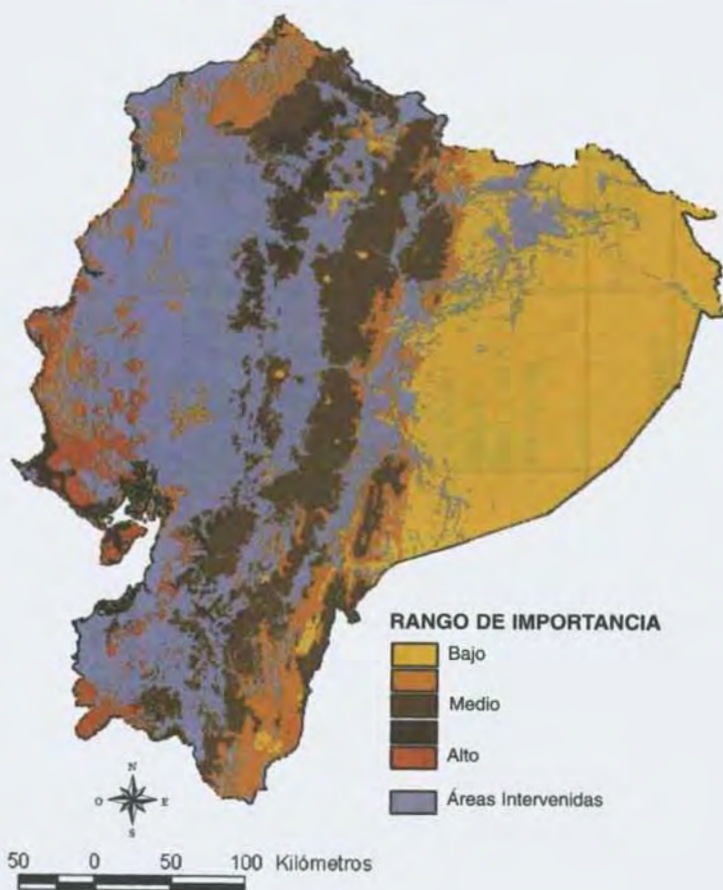 RANGO DE IMPORTANCIA
Bajo
Medio
Alto
Áreas Intervenidas
N
O E
S
50 0 50 100 Kilómetros